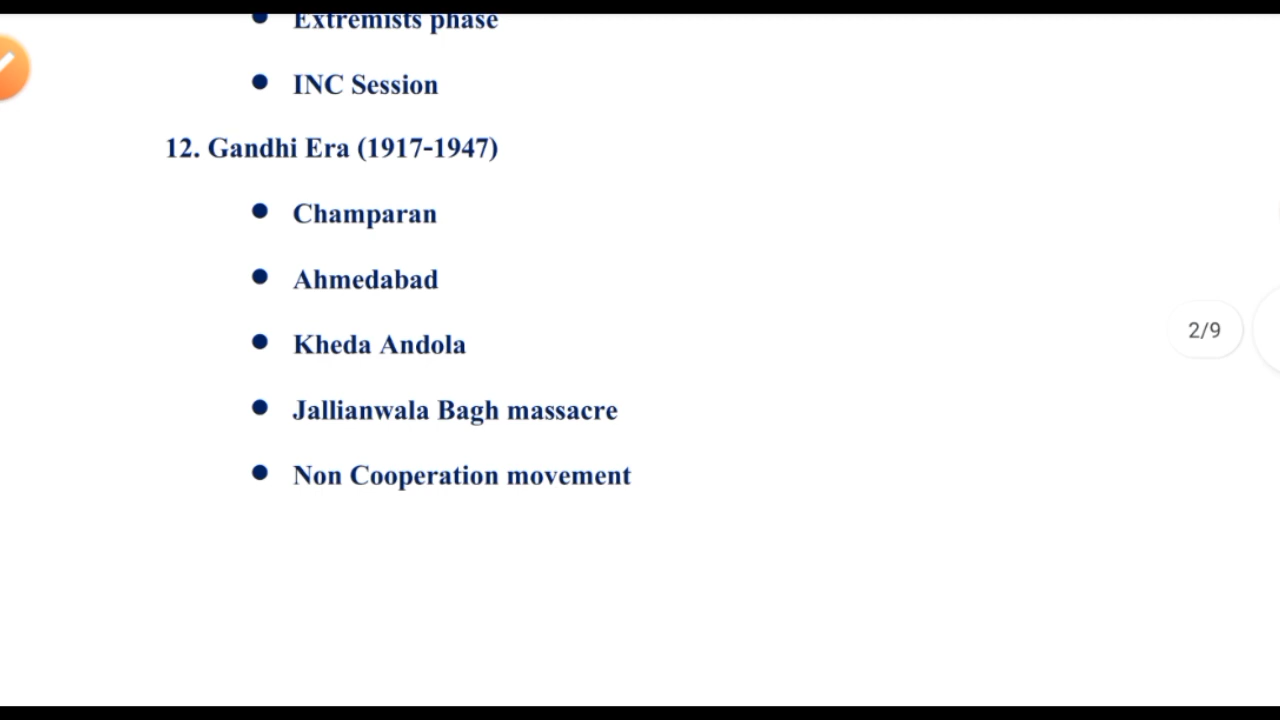 Extremists phase
INC Session
12. Gandhi Era (1917-1947)
Champaran
Ahmedabad
Kheda Andola
Jallianwala Bagh massacre
Non Cooperation movement
2/9